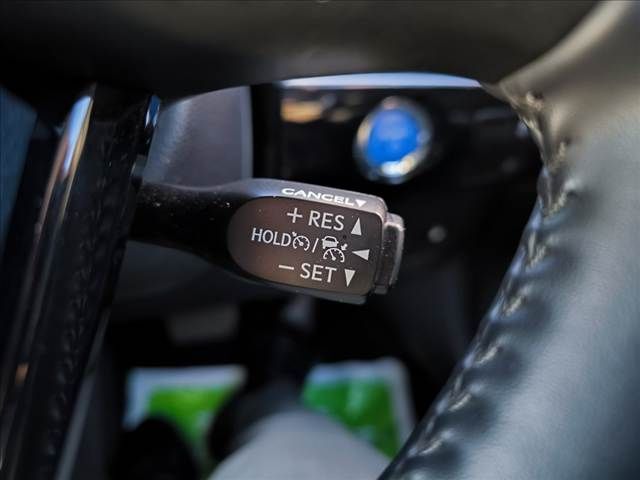 CANCEL▼
+ RES ▲
HOLD / ◀
− SET ▼